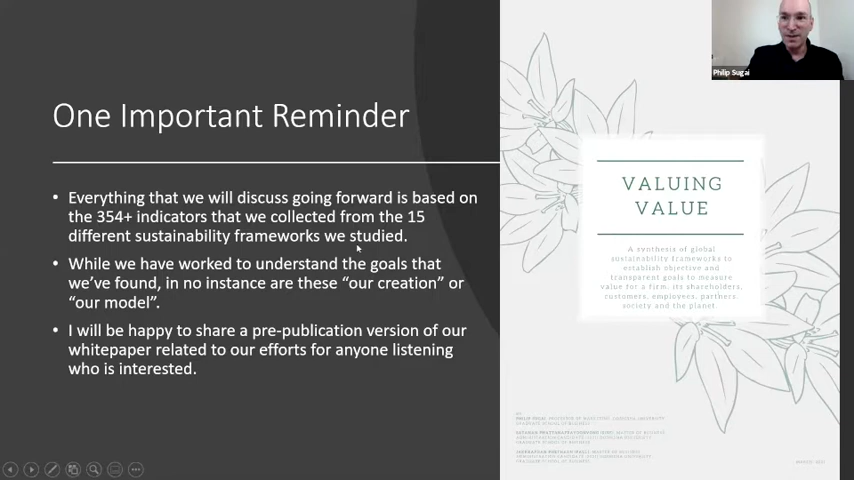 One Important Reminder
• Everything that we will discuss going forward is based on
the 354+ indicators that we collected from the 15
different sustainability frameworks we studied.
• While we have worked to understand the goals that
we've found, in no instance are these “our creation” or
“our model”.
• I will be happy to share a pre-publication version of our
whitepaper related to our efforts for anyone listening
who is interested.
VALUING
VALUE
A synthesis of global
sustainability frameworks to
establish objective and
transparent goals to measure
value for a firm, its shareholders,
customers, employees, partners,
society and the planet.
Philip Sugai